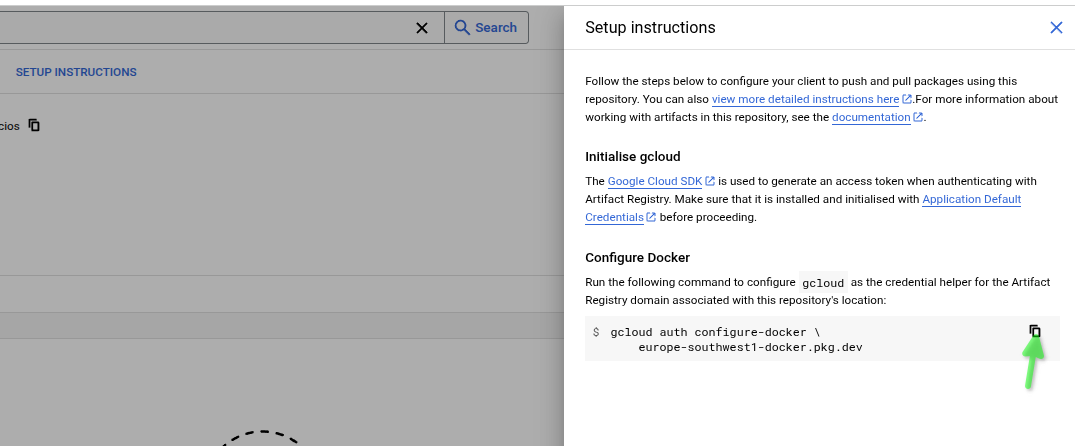 Search
SETUP INSTRUCTIONS
cios
Setup instructions
Follow the steps below to configure your client to push and pull packages using this
repository. You can also view more detailed instructions here .For more information about
working with artifacts in this repository, see the documentation .
Initialise gcloud
The Google Cloud SDK is used to generate an access token when authenticating with
Artifact Registry. Make sure that it is installed and initialised with Application Default
Credentials before proceeding.
Configure Docker
Run the following command to configure gcloud as the credential helper for the Artifact
Registry domain associated with this repository's location:
$ gcloud auth configure-docker \
europe-southwest1-docker.pkg.dev